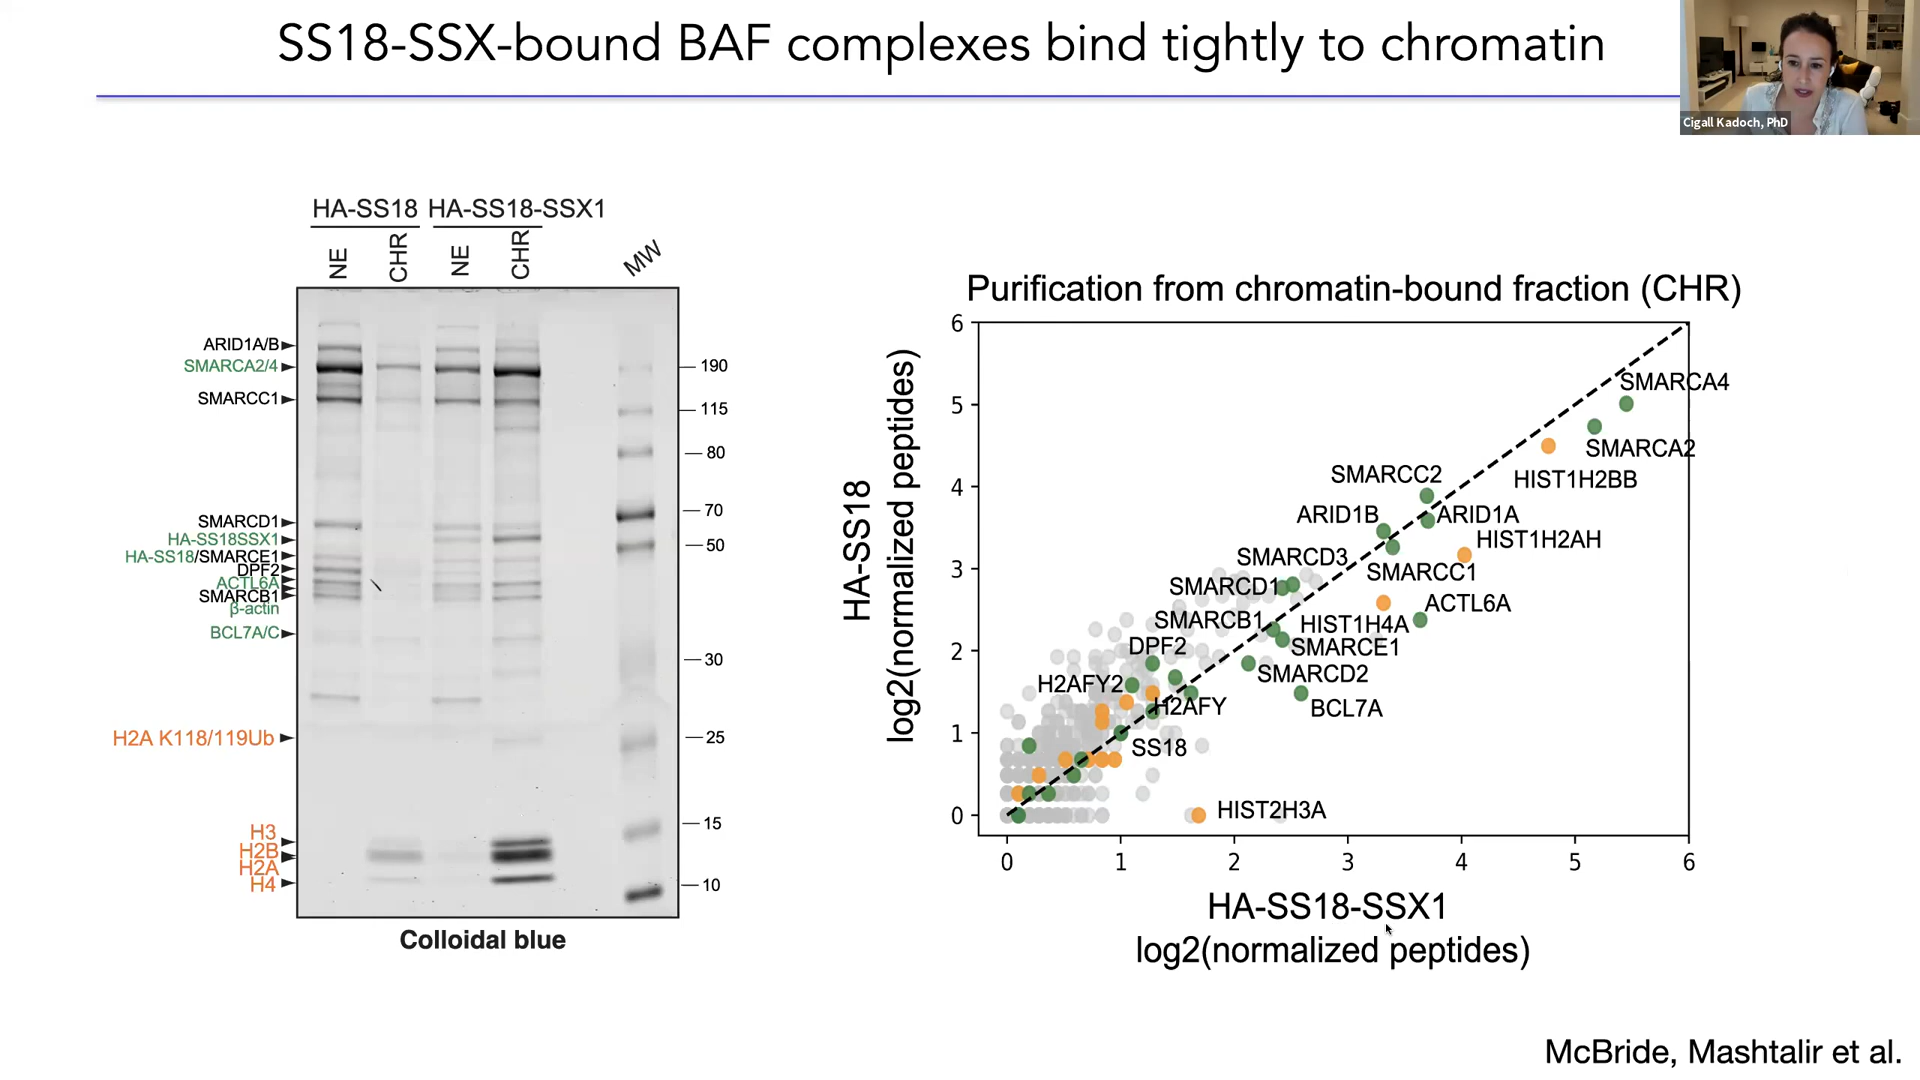 SS18-SSX-bound BAF complexes bind tightly to chromatin
Cigall Kadoch, PhD
HA-SS18 HA-SS18-SSX1
NE CHR NE CHR MW
ARID1A/B
SMARCA2/4
SMARCC1
SMARCD1
HA-SS18SSX1
HA-SS18/SMARCE1
DPF2
ACTL6A
SMARCB1
β-actin
BCL7A/C
H2A K118/119Ub
H3
H2B
H2A
H4
190
115
80
70
50
30
25
15
10
Colloidal blue
Purification from chromatin-bound fraction (CHR)
HA-SS18
log2(normalized peptides)
6
5
4
3
2
1
0
SMARCA4
SMARCA2
HIST1H2BB
SMARCC2
ARID1B
ARID1A
HIST1H2AH
SMARCD3
SMARCC1
SMARCD1
ACTL6A
SMARCB1
HIST1H4A
SMARCE1
DPF2
SMARCD2
H2AFY2
H2AFY
BCL7A
SS18
HIST2H3A
0 1 2 3 4 5 6
HA-SS18-SSX1
log2(normalized peptides)
McBride, Mashtalir et al.